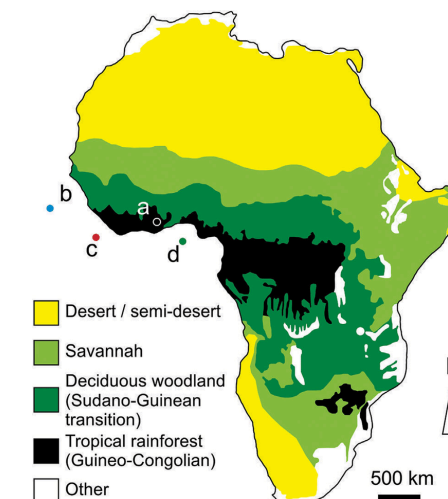 b
a
c
d
Desert / semi-desert
Savannah
Deciduous woodland
(Sudano-Guinean
transition)
Tropical rainforest
(Guineo-Congolian)
Other
500 km